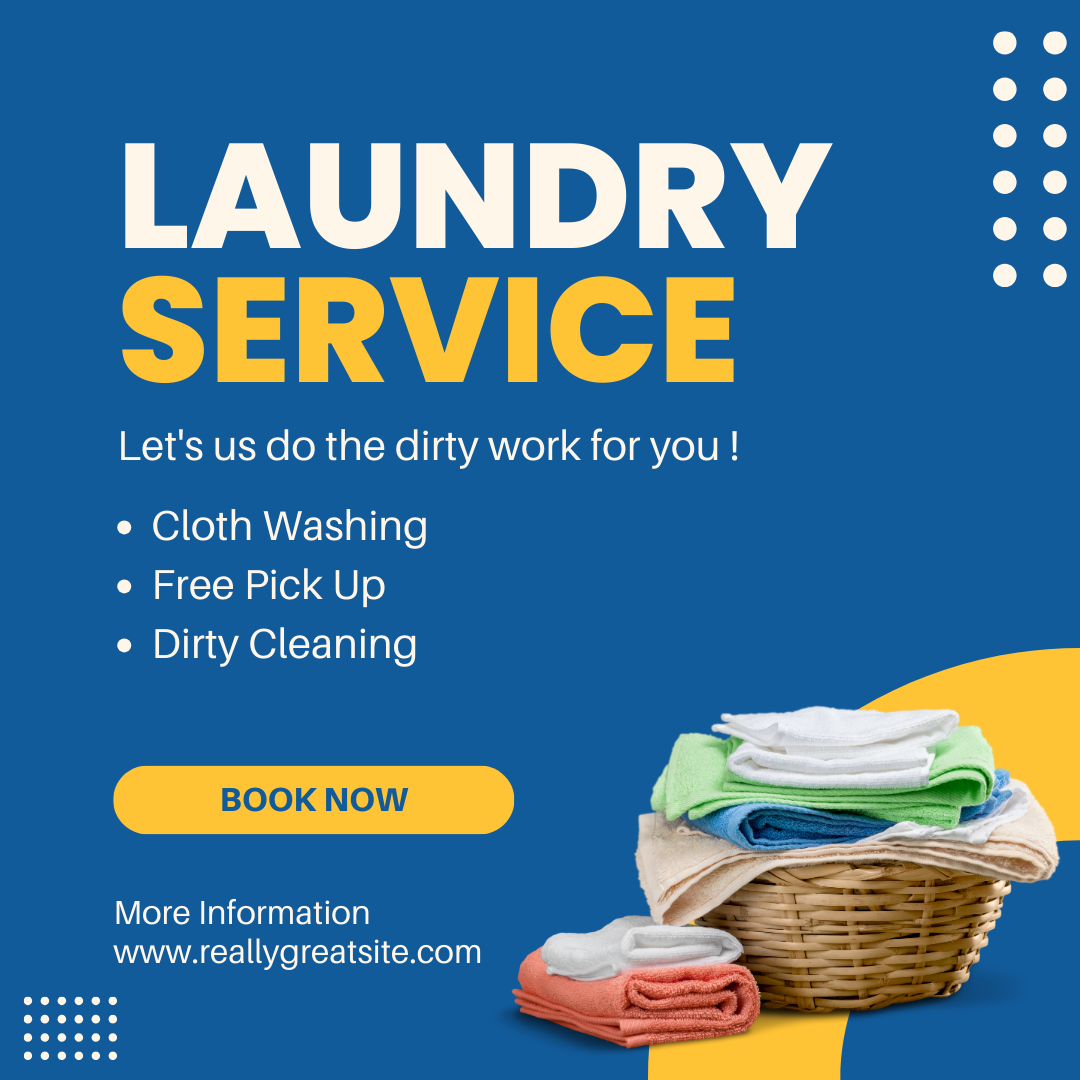 LAUNDRY
SERVICE
Let's us do the dirty work for you !
• Cloth Washing
• Free Pick Up
• Dirty Cleaning
BOOK NOW
More Information
www.reallygreatsite.com